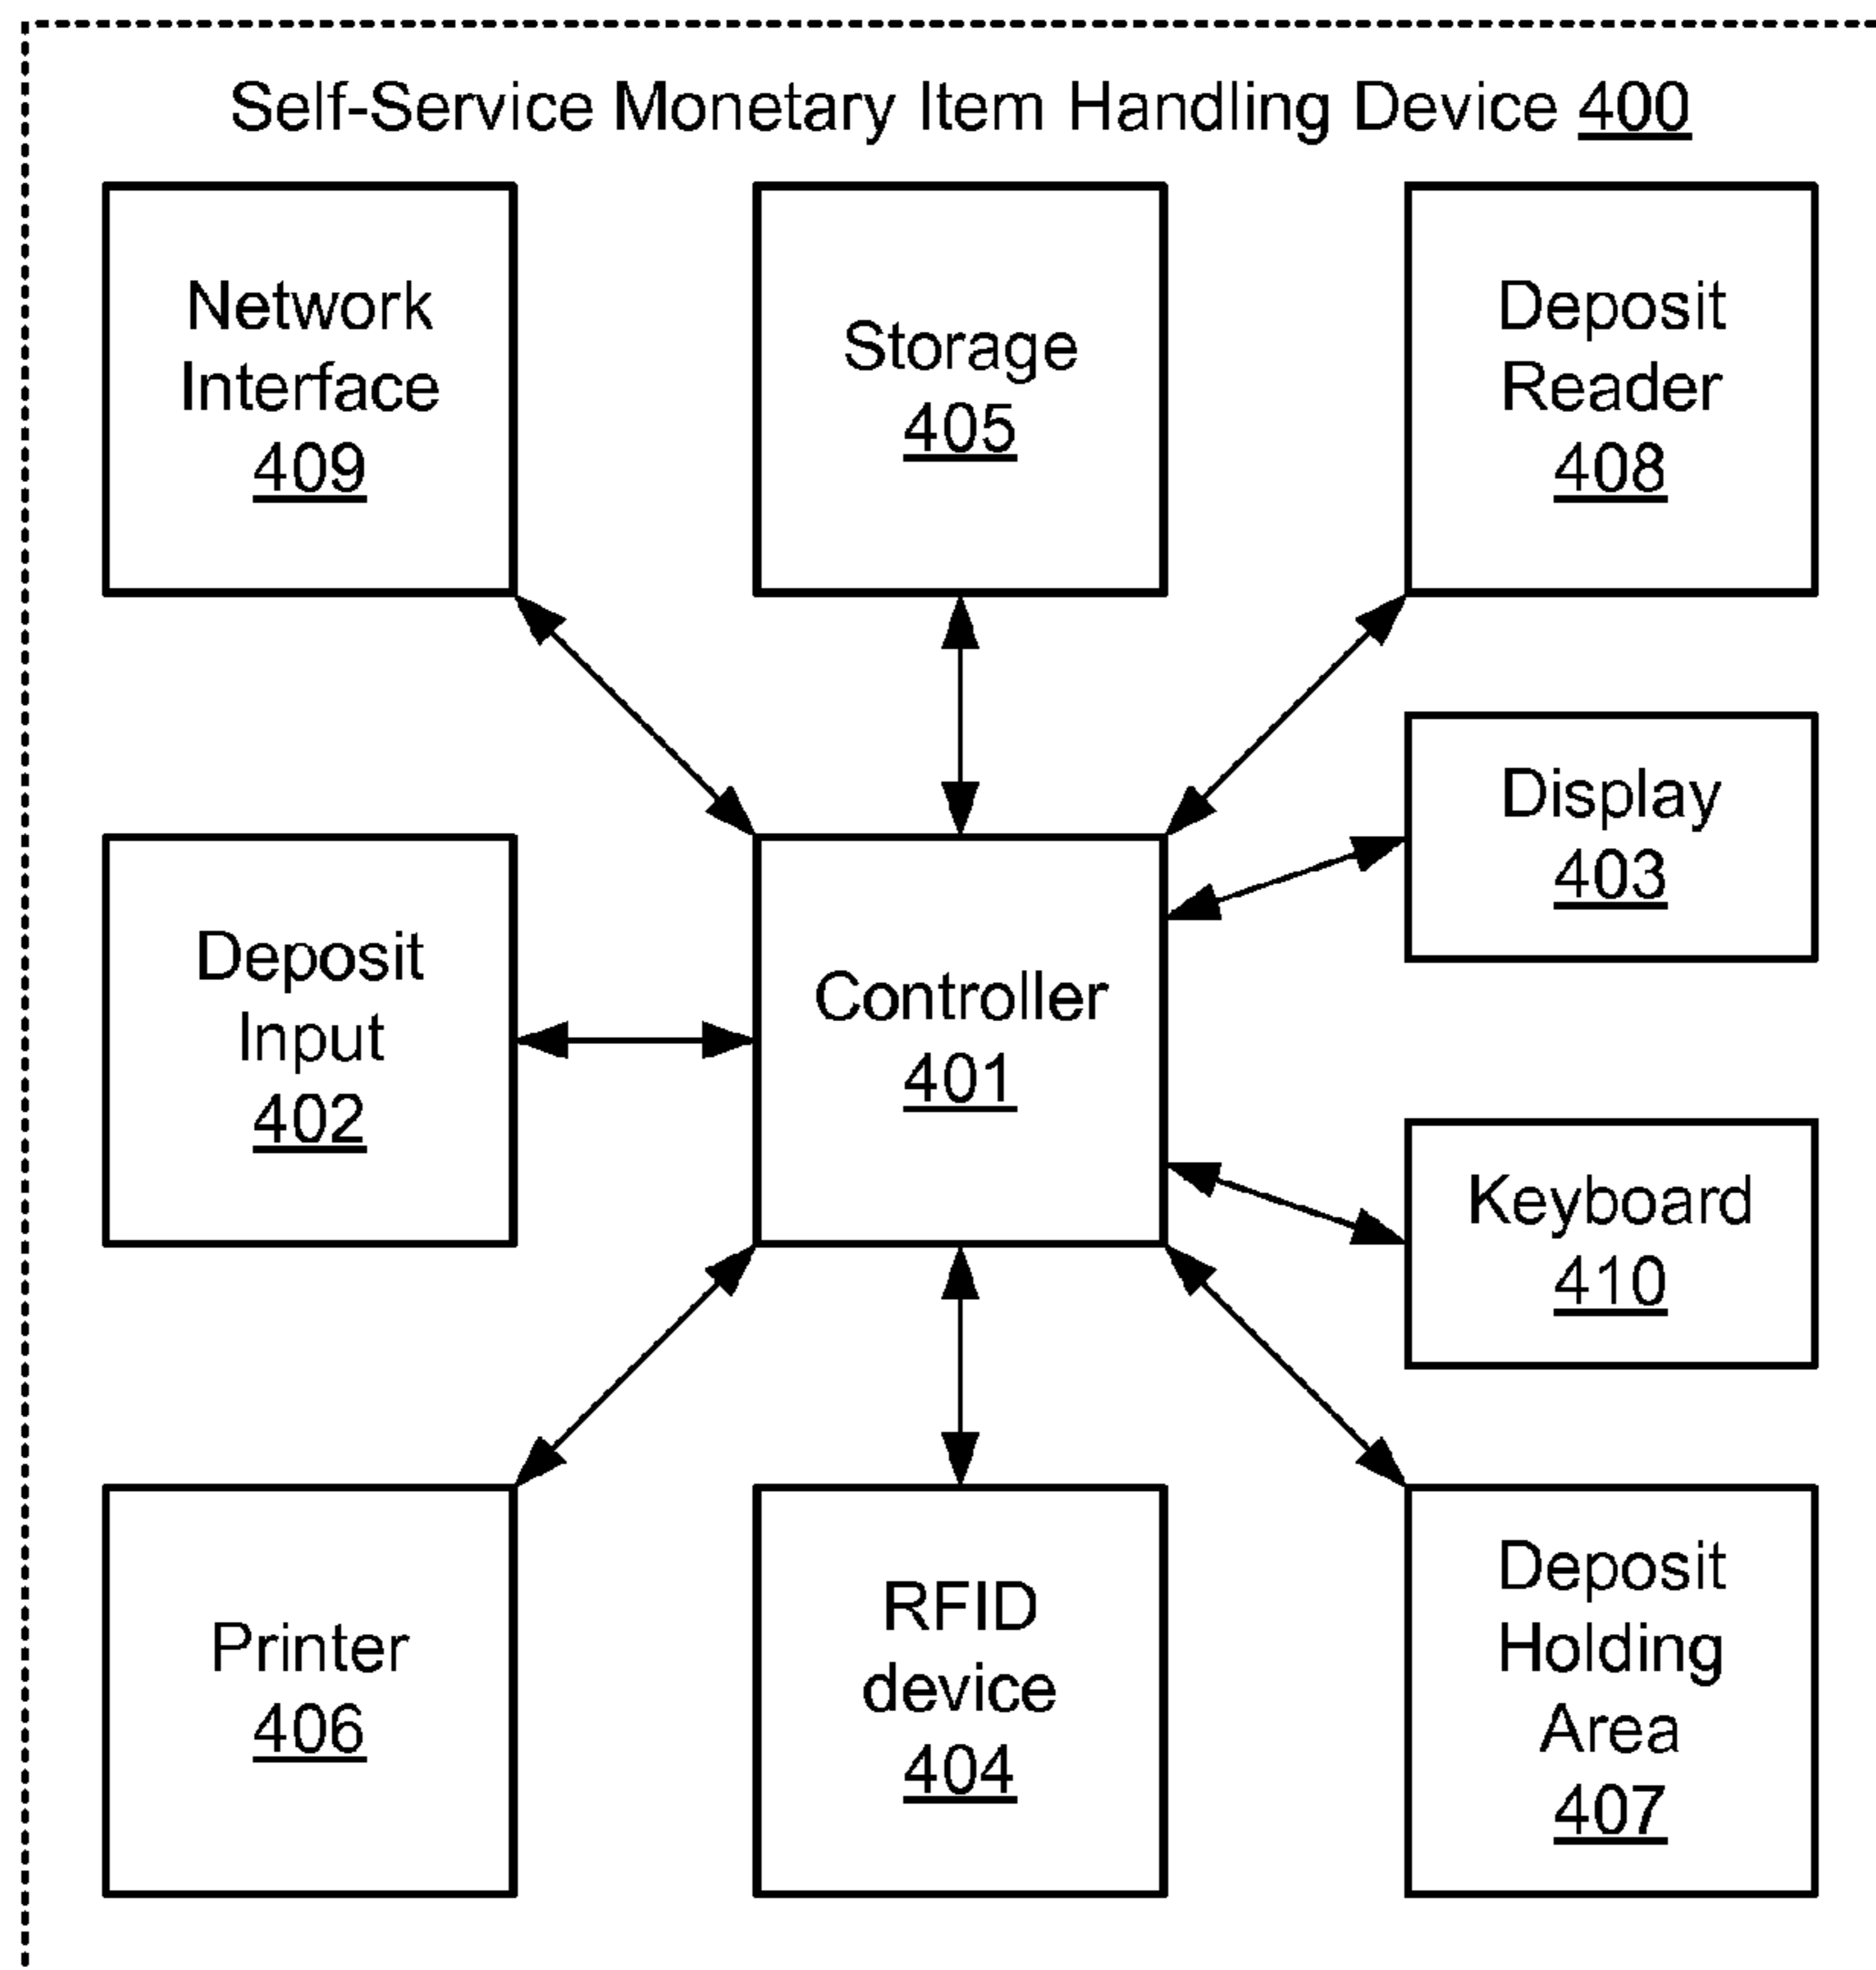 Self-Service Monetary Item Handling Device 400
Network
Interface
409
Storage
405
Deposit
Reader
408
Display
403
Deposit
Input
402
Controller
401
Keyboard
410
Printer
406
RFID
device
404
Deposit
Holding
Area
407